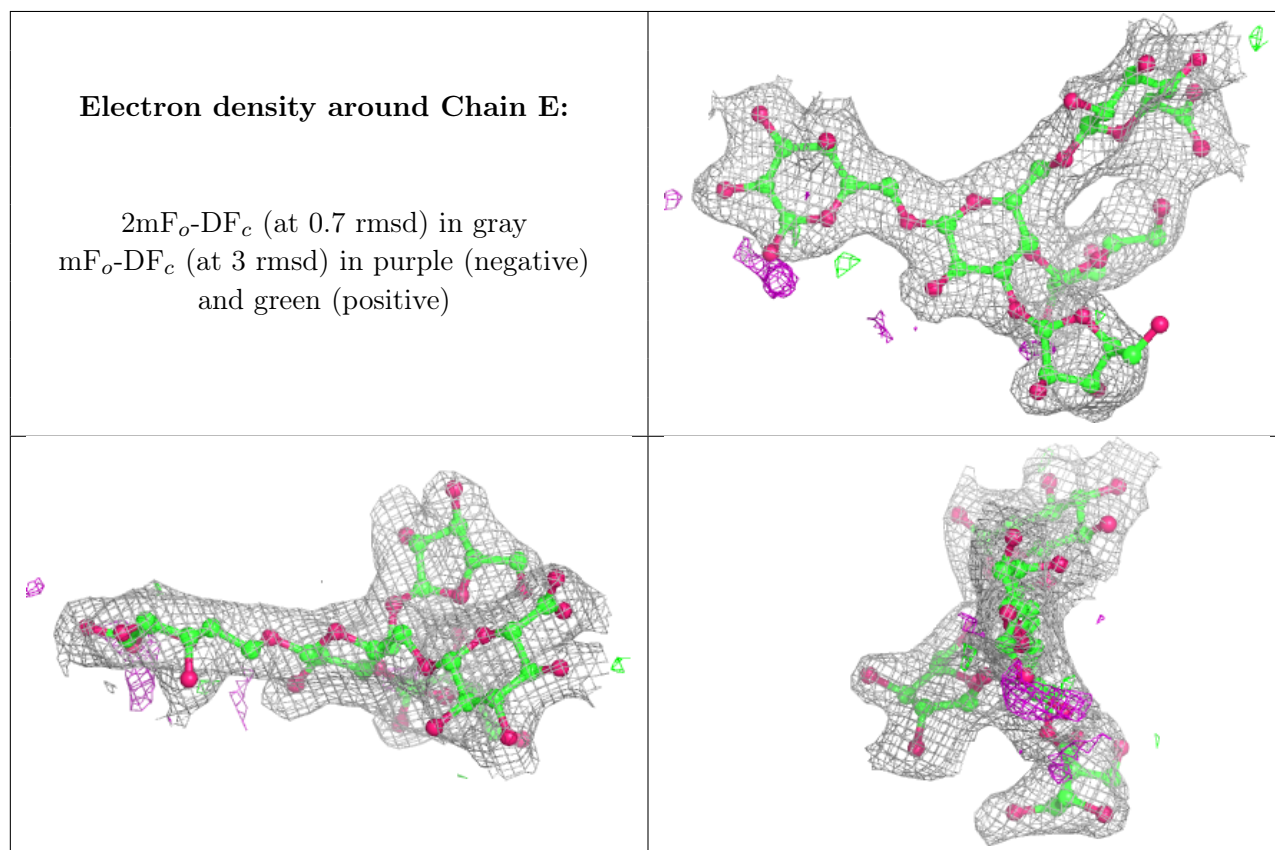 Electron density around Chain E:
2mFₒ-DF𝒸 (at 0.7 rmsd) in gray
mFₒ-DF𝒸 (at 3 rmsd) in purple (negative)
and green (positive)